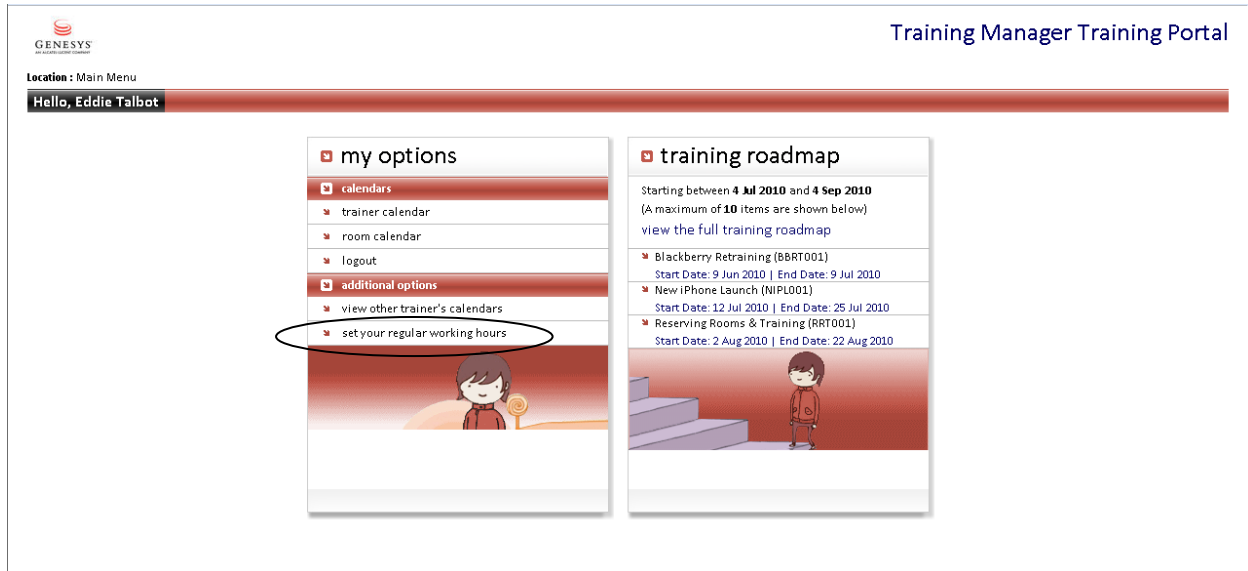 GENESYS
AN ALCATEL-LUCENT COMPANY
Training Manager Training Portal
Location : Main Menu
Hello, Eddie Talbot
my options
calendars
trainer calendar
room calendar
logout
additional options
view other trainer's calendars
set your regular working hours
training roadmap
Starting between 4 Jul 2010 and 4 Sep 2010
(A maximum of 10 items are shown below)
view the full training roadmap
Blackberry Retraining (BBRT001)
Start Date: 9 Jun 2010 | End Date: 9 Jul 2010
New iPhone Launch (NIPL001)
Start Date: 12 Jul 2010 | End Date: 25 Jul 2010
Reserving Rooms & Training (RRT001)
Start Date: 2 Aug 2010 | End Date: 22 Aug 2010